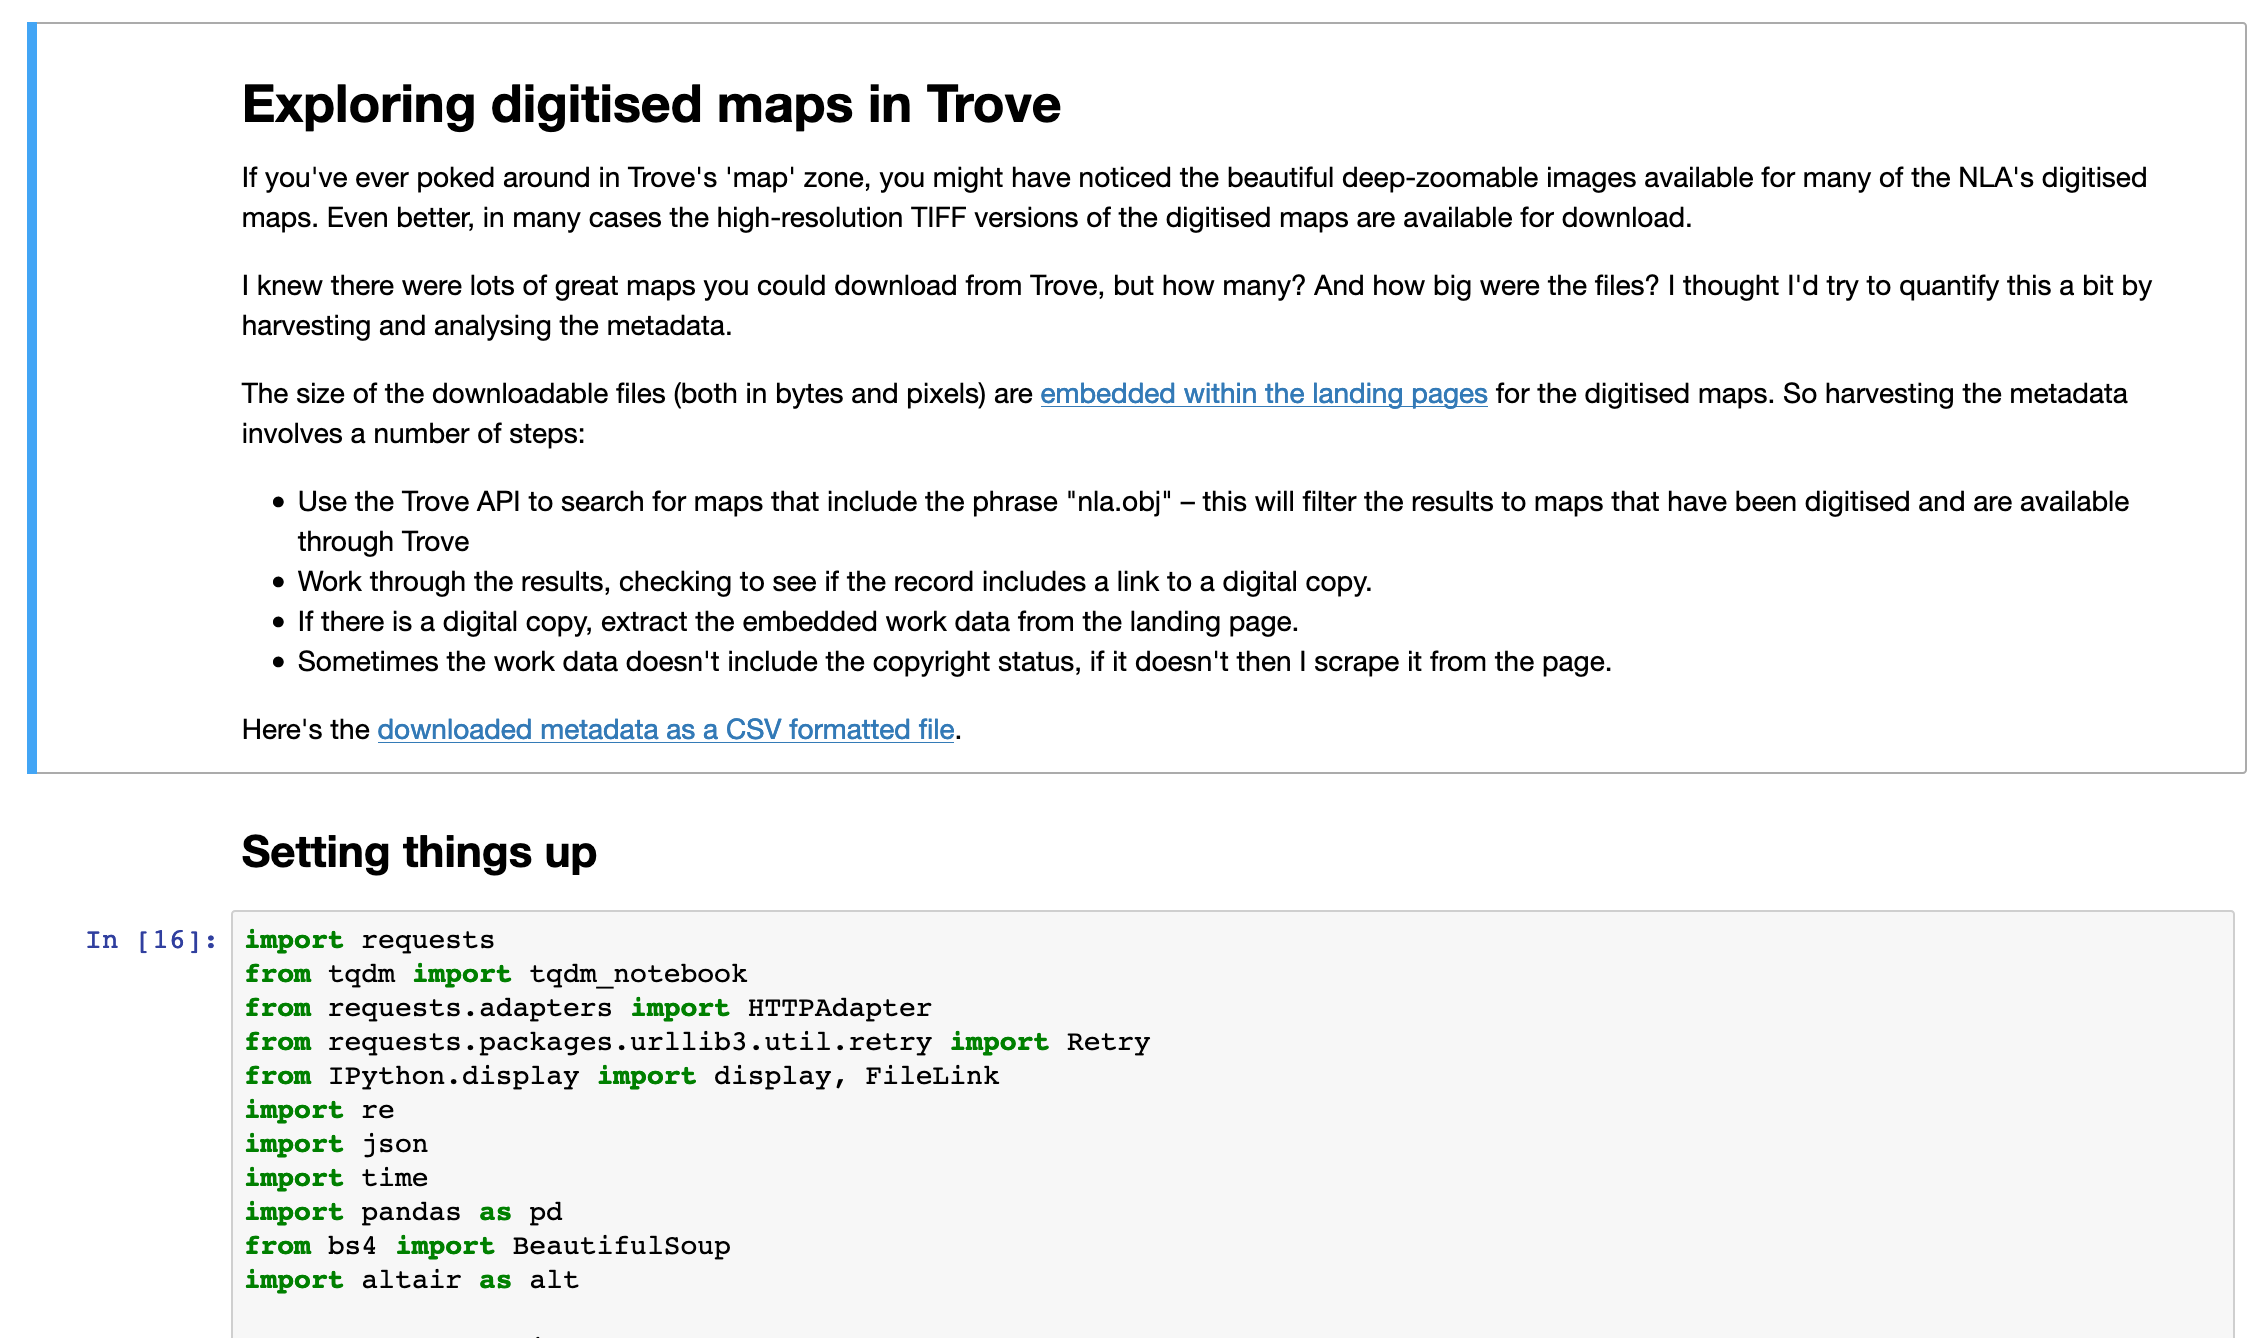 Exploring digitised maps in Trove
If you've ever poked around in Trove's 'map' zone, you might have noticed the beautiful deep-zoomable images available for many of the NLA's digitised
maps. Even better, in many cases the high-resolution TIFF versions of the digitised maps are available for download.
I knew there were lots of great maps you could download from Trove, but how many? And how big were the files? I thought I'd try to quantify this a bit by
harvesting and analysing the metadata.
The size of the downloadable files (both in bytes and pixels) are embedded within the landing pages for the digitised maps. So harvesting the metadata
involves a number of steps:
• Use the Trove API to search for maps that include the phrase "nla.obj" – this will filter the results to maps that have been digitised and are available
through Trove
• Work through the results, checking to see if the record includes a link to a digital copy.
• If there is a digital copy, extract the embedded work data from the landing page.
• Sometimes the work data doesn't include the copyright status, if it doesn't then I scrape it from the page.
Here's the downloaded metadata as a CSV formatted file.
Setting things up
In [16]: import requests
from tqdm import tqdm_notebook
from requests.adapters import HTTPAdapter
from requests.packages.urllib3.util.retry import Retry
from IPython.display import display, FileLink
import re
import json
import time
import pandas as pd
from bs4 import BeautifulSoup
import altair as alt